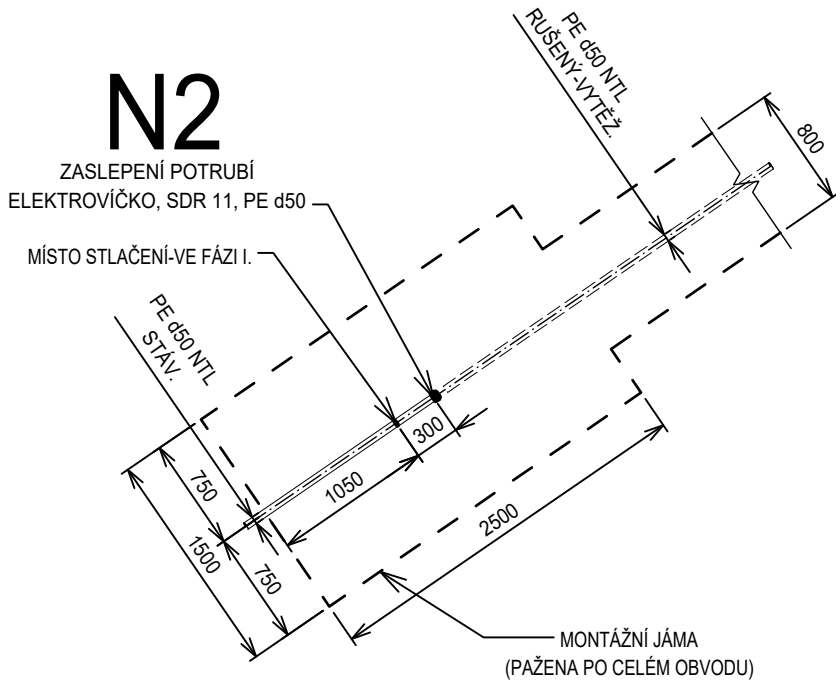 N2
ZASLEPENÍ POTRUBÍ
ELEKTROVÍČKO, SDR 11, PE d50
MÍSTO STLAČENÍ-VE FÁZI I.
PE d50 NTL
STÁV.
PE d50 NTL
RUŠENÝ-VYTĚŽ.
800
300
1050
2500
750
1500
750
MONTÁŽNÍ JÁMA
(PAŽENA PO CELÉM OBVODU)